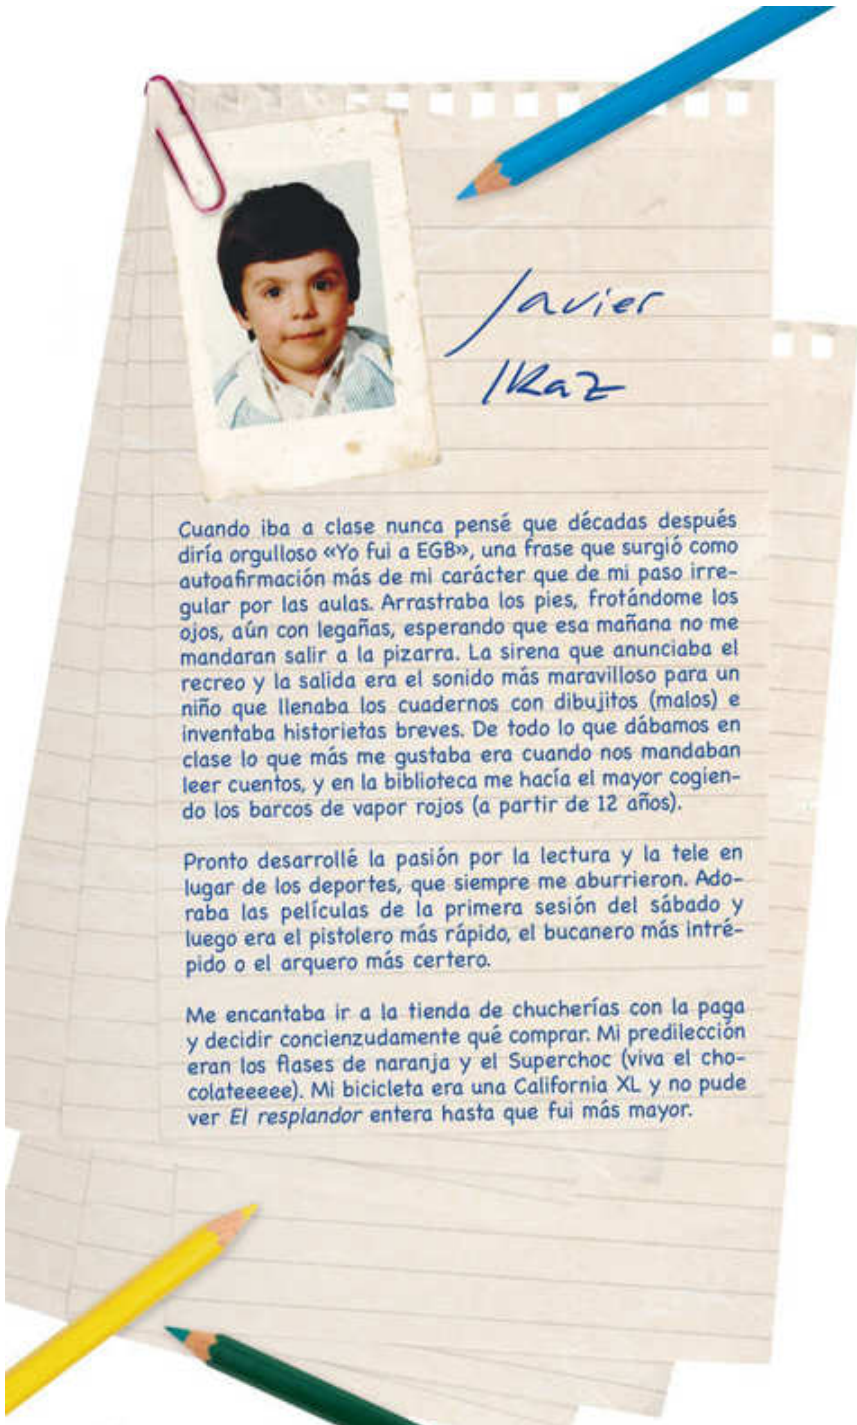 Javier
IKaz
Cuando iba a clase nunca pensé que décadas después
diría orgulloso «Yo fui a EGB», una frase que surgió como
autoafirmación más de mi carácter que de mi paso irre-
gular por las aulas. Arrastraba los pies, frotándome los
ojos, aún con legañas, esperando que esa mañana no me
mandaran salir a la pizarra. La sirena que anunciaba el
recreo y la salida era el sonido más maravilloso para un
niño que llenaba los cuadernos con dibujitos (malos) e
inventaba historietas breves. De todo lo que dábamos en
clase lo que más me gustaba era cuando nos mandaban
leer cuentos, y en la biblioteca me hacía el mayor cogien-
do los barcos de vapor rojos (a partir de 12 años).
Pronto desarrollé la pasión por la lectura y la tele en
lugar de los deportes, que siempre me aburrieron. Ado-
raba las películas de la primera sesión del sábado y
luego era el pistolero más rápido, el bucanero más intré-
pido o el arquero más certero.
Me encantaba ir a la tienda de chucherías con la paga
y decidir concienzudamente qué comprar. Mi predilección
eran los flases de naranja y el Superchoc (viva el cho-
colateeeee). Mi bicicleta era una California XL y no pude
ver El resplandor entera hasta que fui más mayor.